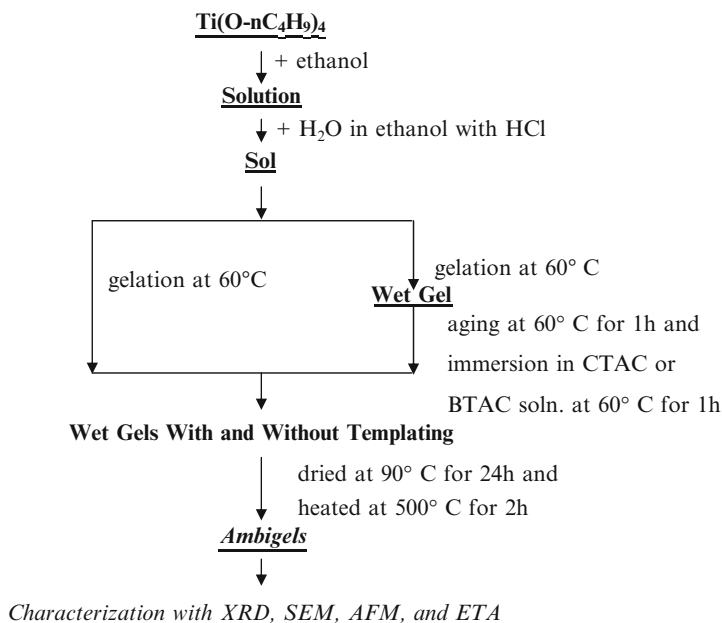 Ti(O-nC₄H₉)₄
+ ethanol
Solution
+ H₂O in ethanol with HCl
Sol
gelation at 60°C
gelation at 60° C
Wet Gel
aging at 60° C for 1h and
immersion in CTAC or
BTAC soln. at 60° C for 1h
Wet Gels With and Without Templating
dried at 90° C for 24h and
heated at 500° C for 2h
Ambigels
Characterization with XRD, SEM, AFM, and ETA